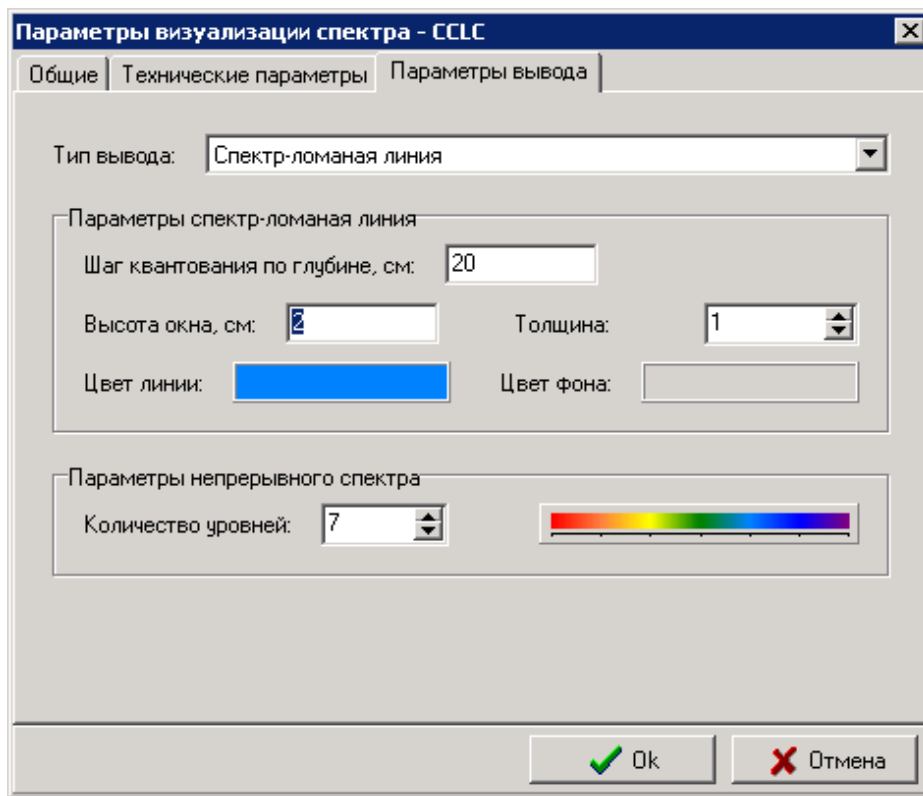 Параметры визуализации спектра - CCLC
Общие Технические параметры Параметры вывода
Тип вывода: Спектр-ломаная линия
Параметры спектр-ломаная линия
Шаг квантования по глубине, см: 20
Высота окна, см: 2 Толщина: 1
Цвет линии: Цвет фона:
Параметры непрерывного спектра
Количество уровней: 7
Ok Отмена